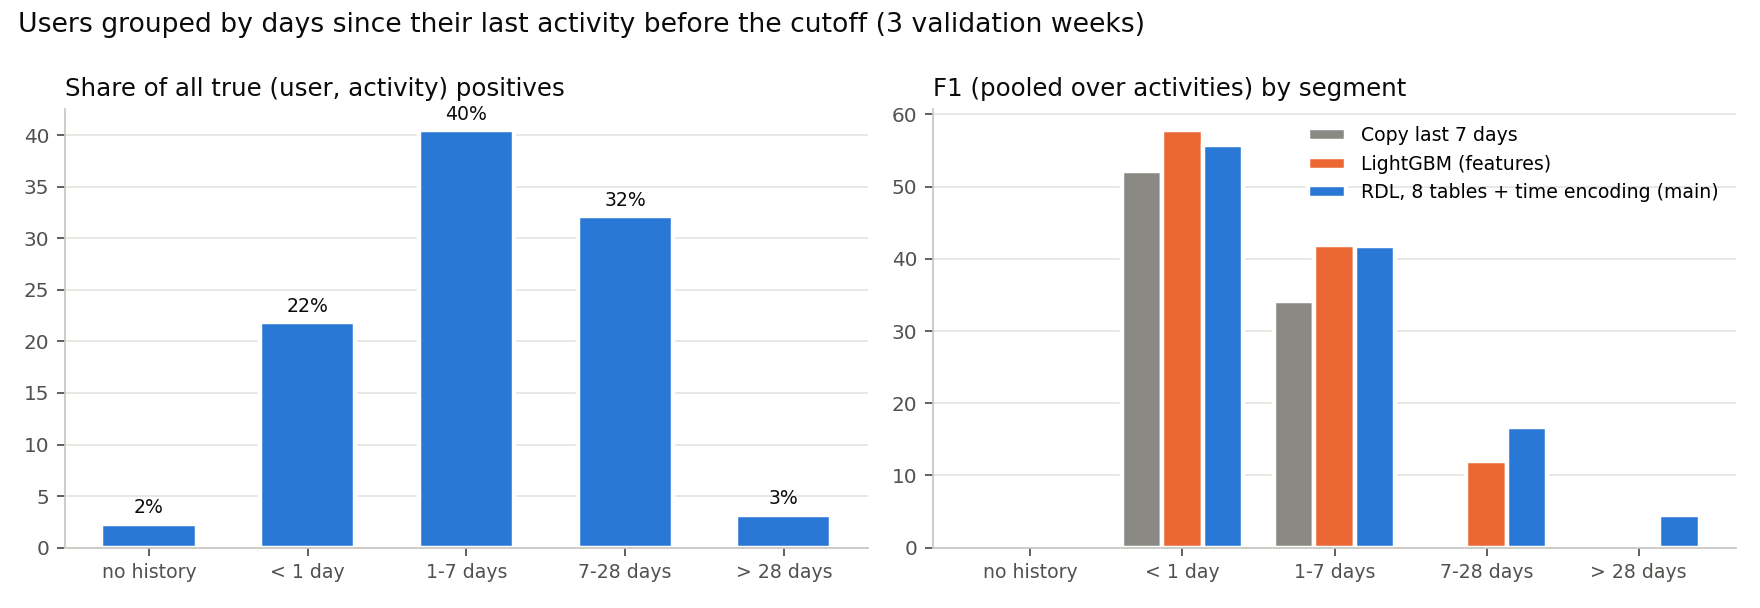 Users grouped by days since their last activity before the cutoff (3 validation weeks)
Share of all true (user, activity) positives
40%
32%
22%
3%
2%
40
35
30
25
20
15
10
5
0
no history
< 1 day
1-7 days
7-28 days
> 28 days
F1 (pooled over activities) by segment
Copy last 7 days
LightGBM (features)
RDL, 8 tables + time encoding (main)
60
50
40
30
20
10
0
no history
< 1 day
1-7 days
7-28 days
> 28 days